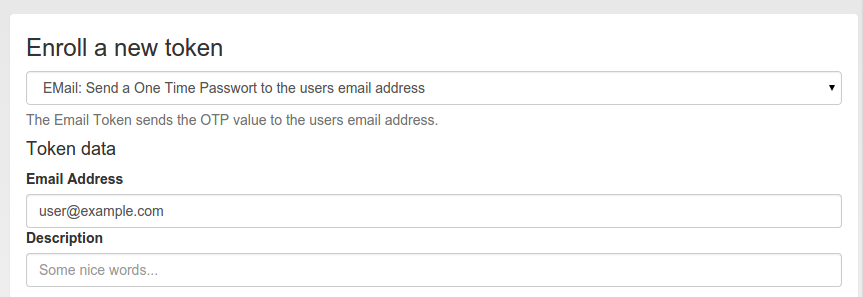 Enroll a new token
EMail: Send a One Time Passwort to the users email address
The Email Token sends the OTP value to the users email address.
Token data
Email Address
user@example.com
Description
Some nice words...